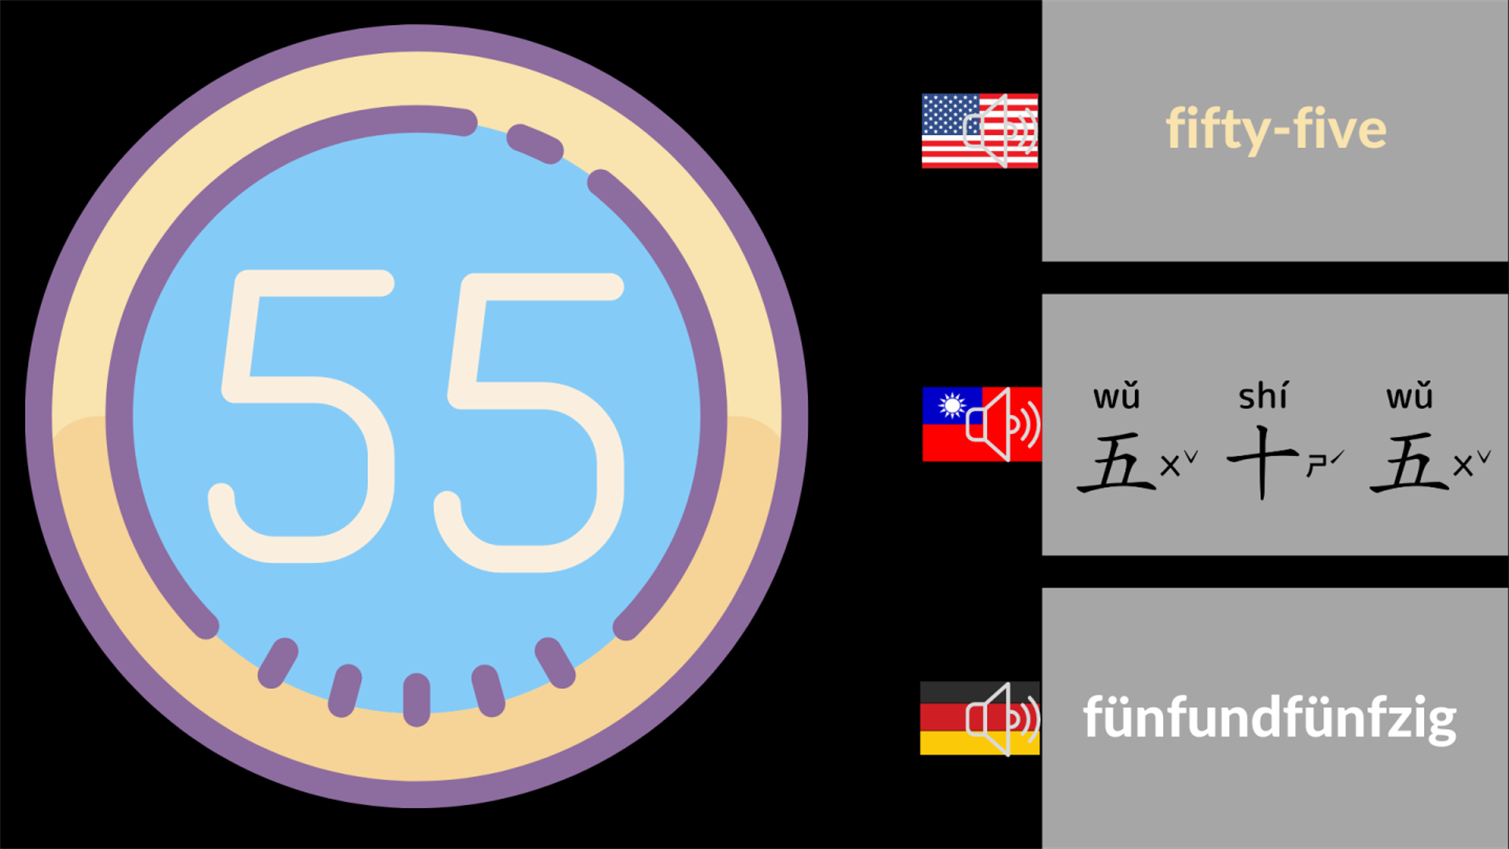 55
fifty-five
wǔ shí wǔ
五ㄨˇ 十ㄕˊ 五ㄨˇ
fünfundfünfzig